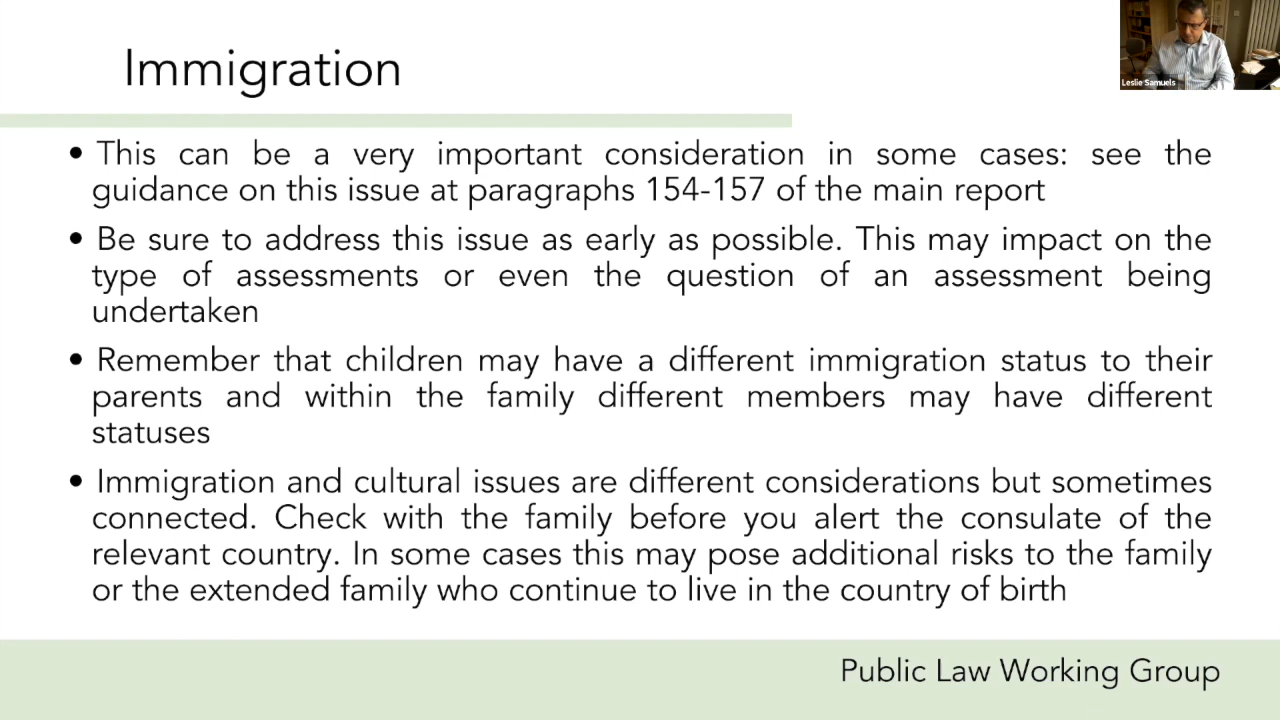 Immigration
Leslie Samuels
• This can be a very important consideration in some cases: see the
guidance on this issue at paragraphs 154-157 of the main report
• Be sure to address this issue as early as possible. This may impact on the
type of assessments or even the question of an assessment being
undertaken
• Remember that children may have a different immigration status to their
parents and within the family different members may have different
statuses
• Immigration and cultural issues are different considerations but sometimes
connected. Check with the family before you alert the consulate of the
relevant country. In some cases this may pose additional risks to the family
or the extended family who continue to live in the country of birth
Public Law Working Group